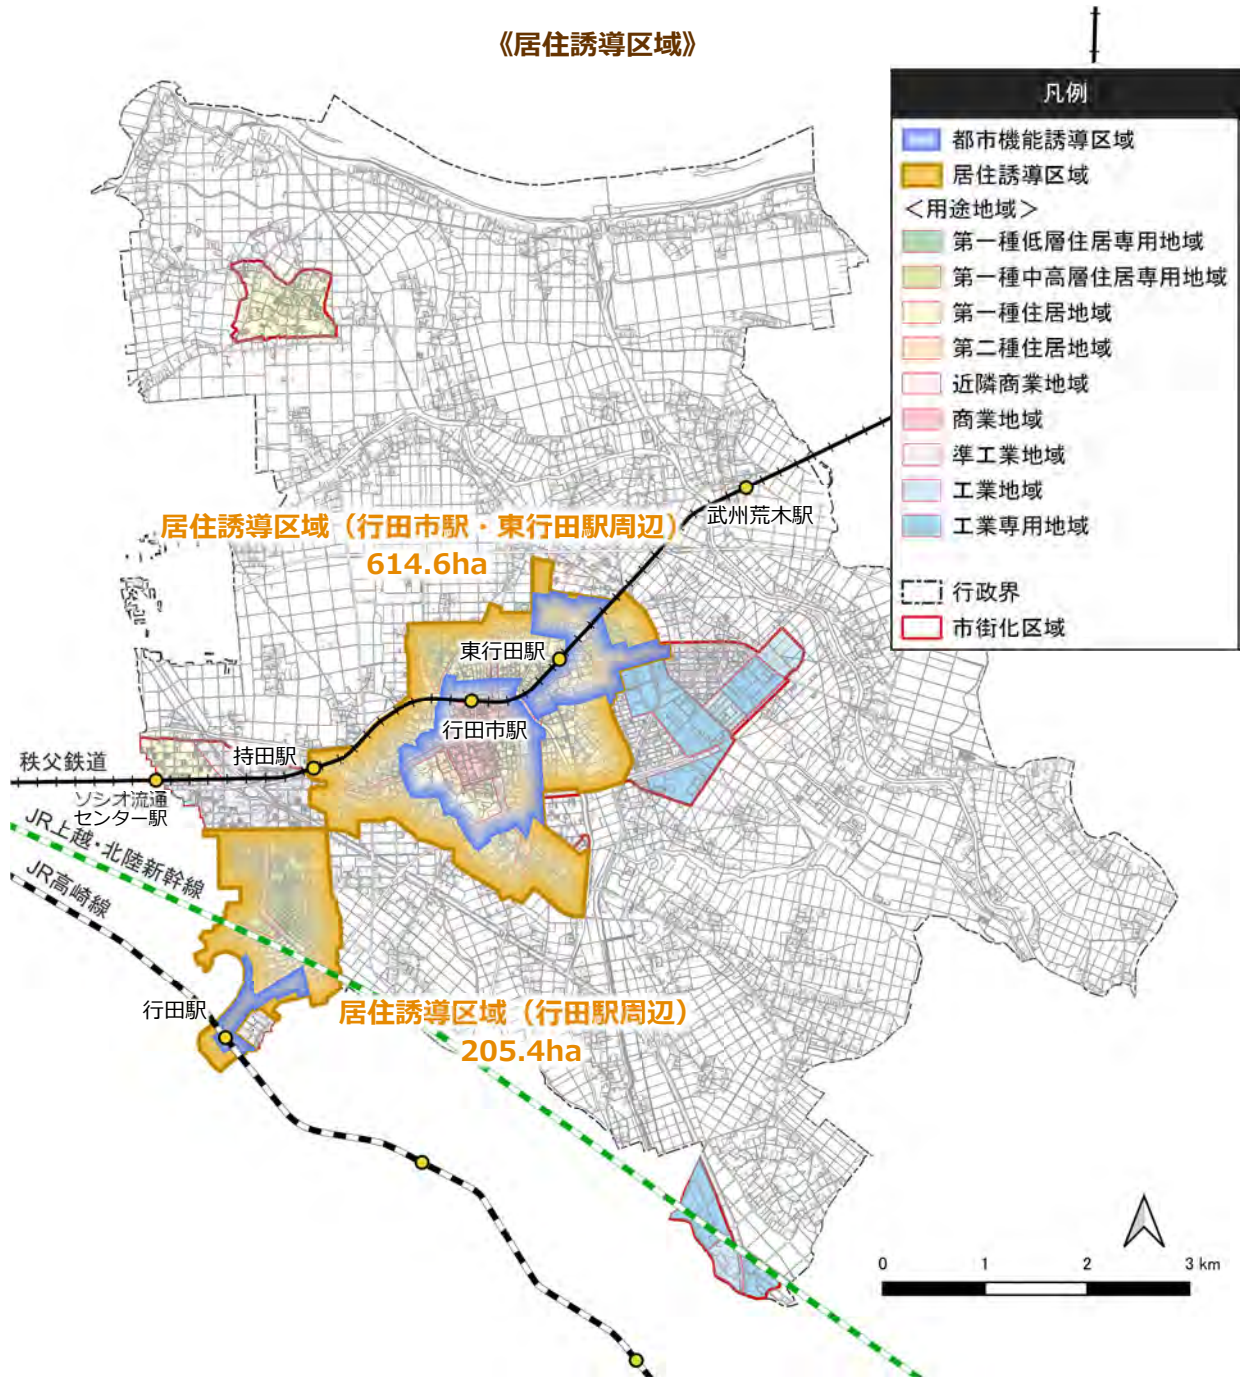 《居住誘導区域》
凡例
都市機能誘導区域
居住誘導区域
＜用途地域＞
第一種低層住居専用地域
第一種中高層住居専用地域
第一種住居地域
第二種住居地域
近隣商業地域
商業地域
準工業地域
工業地域
工業専用地域
行政界
市街化区域
武州荒木駅
居住誘導区域（行田市駅・東行田駅周辺）
614.6ha
東行田駅
行田市駅
持田駅
秩父鉄道
ソシオ流通
センター駅
JR上越・北陸新幹線
JR高崎線
行田駅
居住誘導区域（行田駅周辺）
205.4ha
0 1 2 3 km